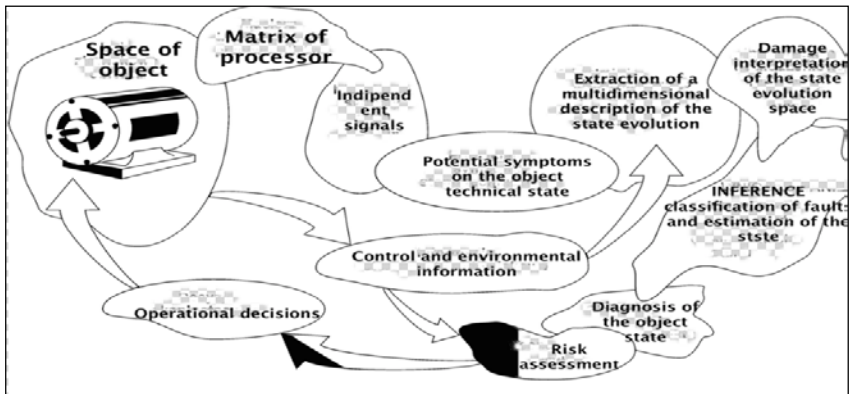 Space of
object
Matrix of
processor
Indipend
ent
signals
Potential symptoms
on the object
technical state
Extraction of a
multidimensional
description of the
state evolution
Damage
interpretation
of the state
evolution
space
INFERENCE
classification of faults
and estimation of the
stste
Control and environmental
information
Operational decisions
Diagnosis of
the object
state
Risk
assessment